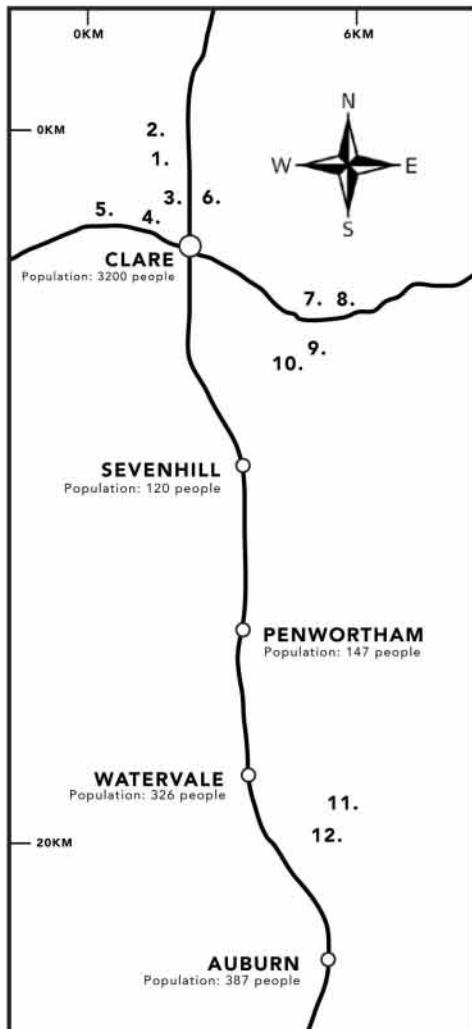 0KM
6KM
0KM
2.
1.
N
W
E
S
3.
6.
5.
4.
CLARE
Population: 3200 people
7.
8.
9.
10.
SEVENHILL
Population: 120 people
PENWORTHAM
Population: 147 people
WATERVALE
Population: 326 people
11.
12.
20KM
AUBURN
Population: 387 people